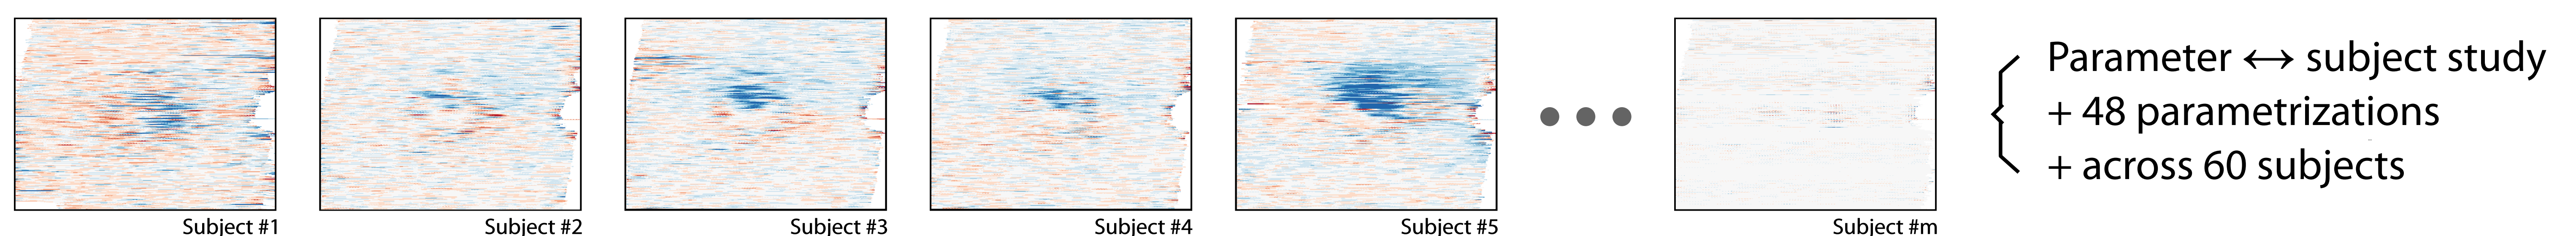 Subject #1
Subject #2
Subject #3
Subject #4
Subject #5
Subject #m
Parameter ↔ subject study
+ 48 parametrizations
+ across 60 subjects